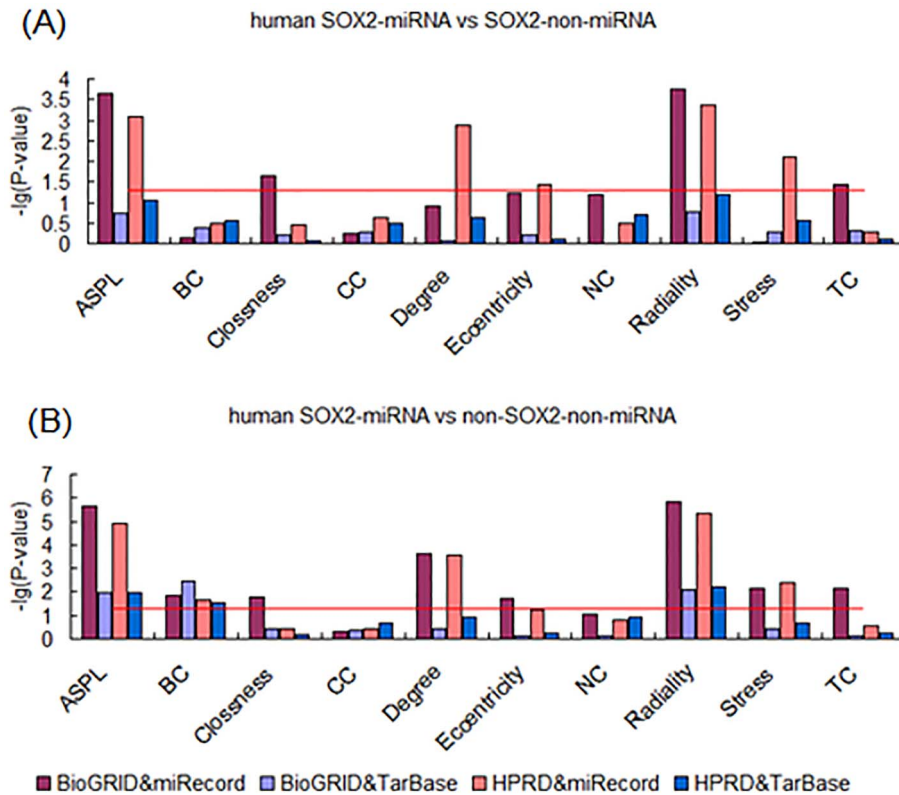 (A)
human SOX2-miRNA vs SOX2-non-miRNA
-lg(P-value)
4
3.5
3
2.5
2
1.5
1
0.5
0
ASPL BC Clossness CC Degree Eccentricity NC Radiality Stress TC
(B)
human SOX2-miRNA vs non-SOX2-non-miRNA
-lg(P-value)
7
6
5
4
3
2
1
0
ASPL BC Clossness CC Degree Eccentricity NC Radiality Stress TC
BioGRID&miRecord BioGRID&TarBase HPRD&miRecord HPRD&TarBase